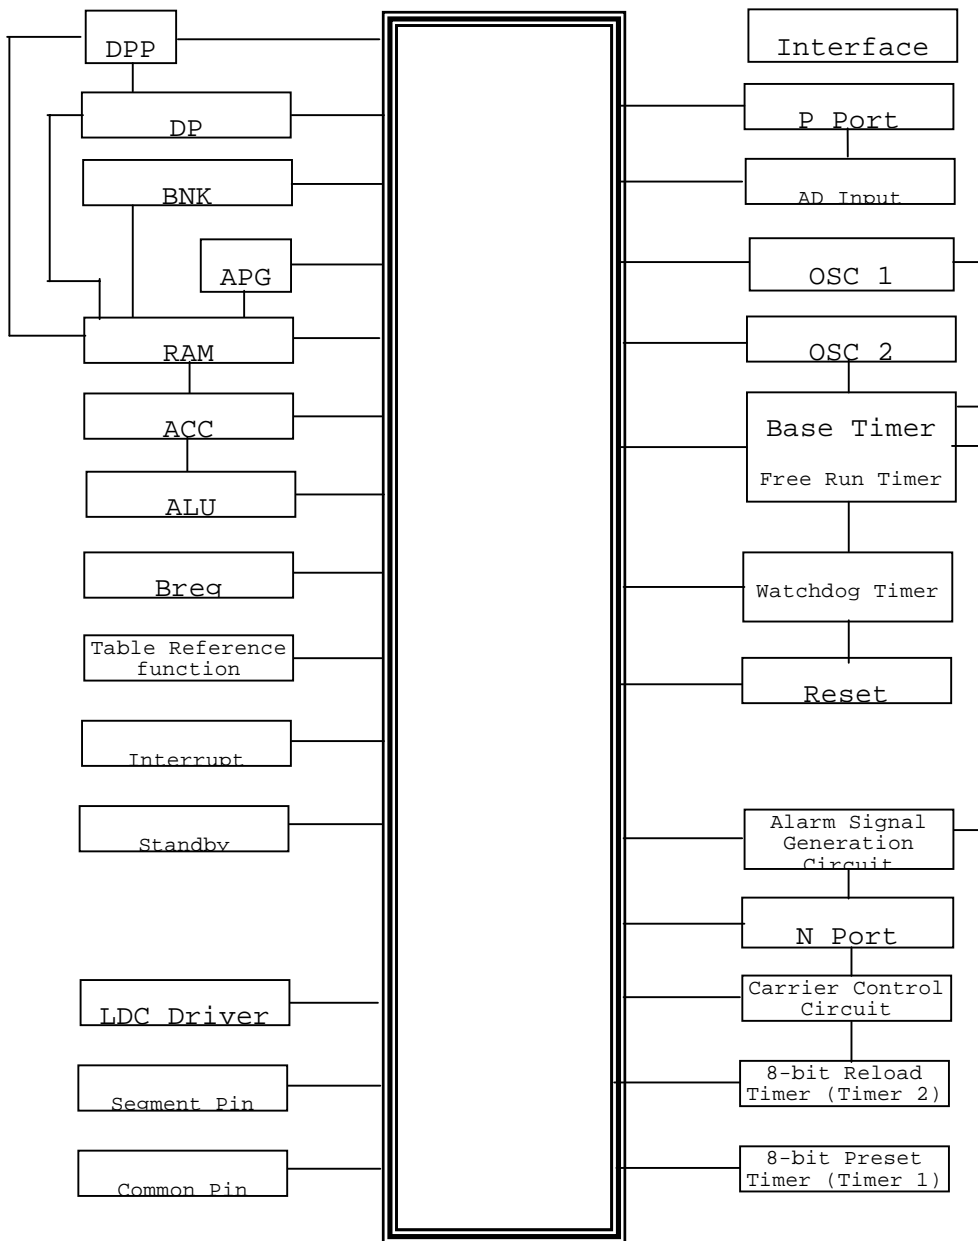 DPP
DP
BNK
APG
RAM
ACC
ALU
Breg
Table Reference
function
Interrupt
Standby
LDC Driver
Segment Pin
Common Pin
Interface
P Port
AD Input
OSC 1
OSC 2
Base Timer
Free Run Timer
Watchdog Timer
Reset
Alarm Signal
Generation
Circuit
N Port
Carrier Control
Circuit
8-bit Reload
Timer (Timer 2)
8-bit Preset
Timer (Timer 1)